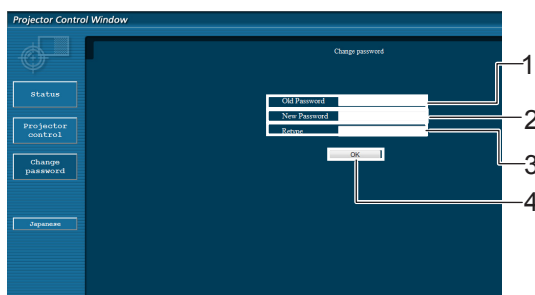 Projector Control Window
Change password
1
Status
Old Password
New Password
2
Projector
control
Retype
OK
3
Change
password
4
Japanese